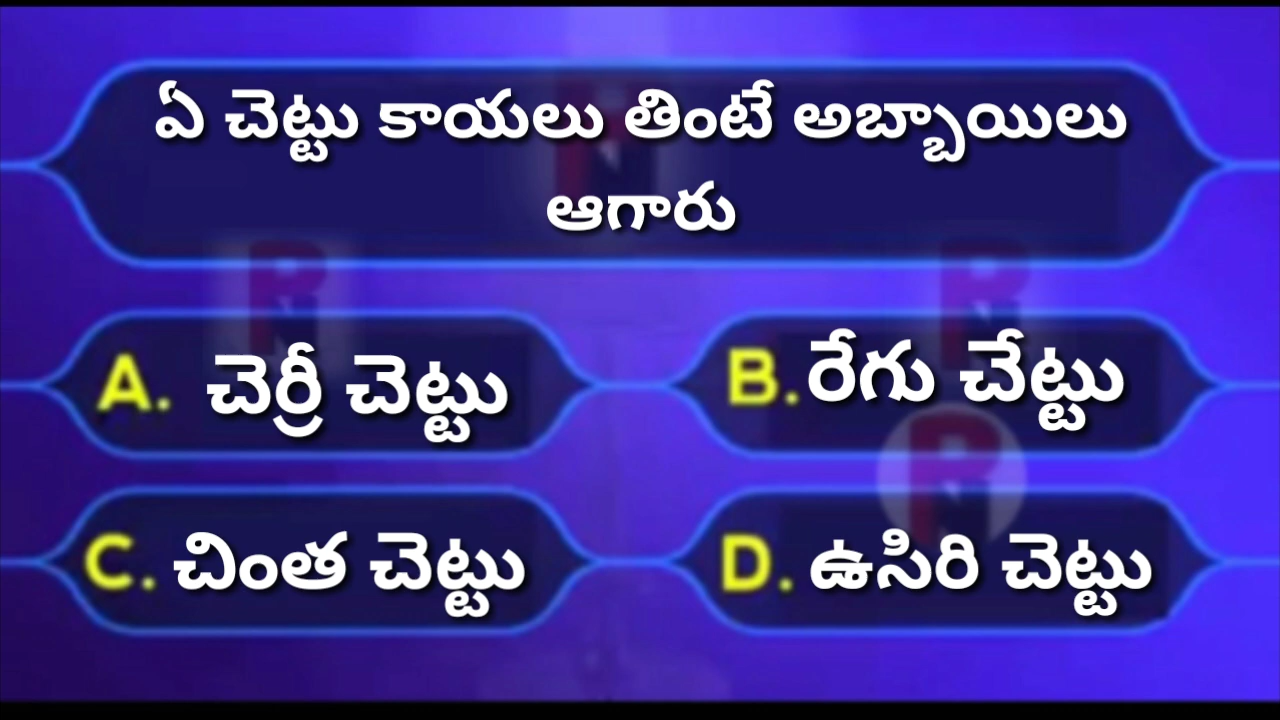 ఏ చెట్టు కాయలు తింటే అబ్బాయిలు
ఆగారు
A. చెర్రీ చెట్టు
B. రేగు చేట్టు
C. చింత చెట్టు
D. ఉసిరి చెట్టు